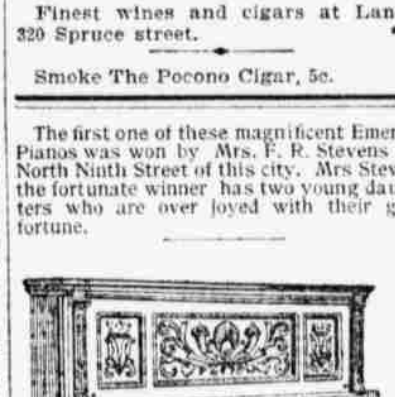 Finest wines and cigars at Lan
320 Spruce street.
Smoke The Pocono Cigar, 5c.
The first one of these magnificent Emer
Pianos was won by Mrs. F. R. Stevens
North Ninth Street of this city. Mrs Stev
the fortunate winner has two young dau
ters who are over joyed with their g
fortune.